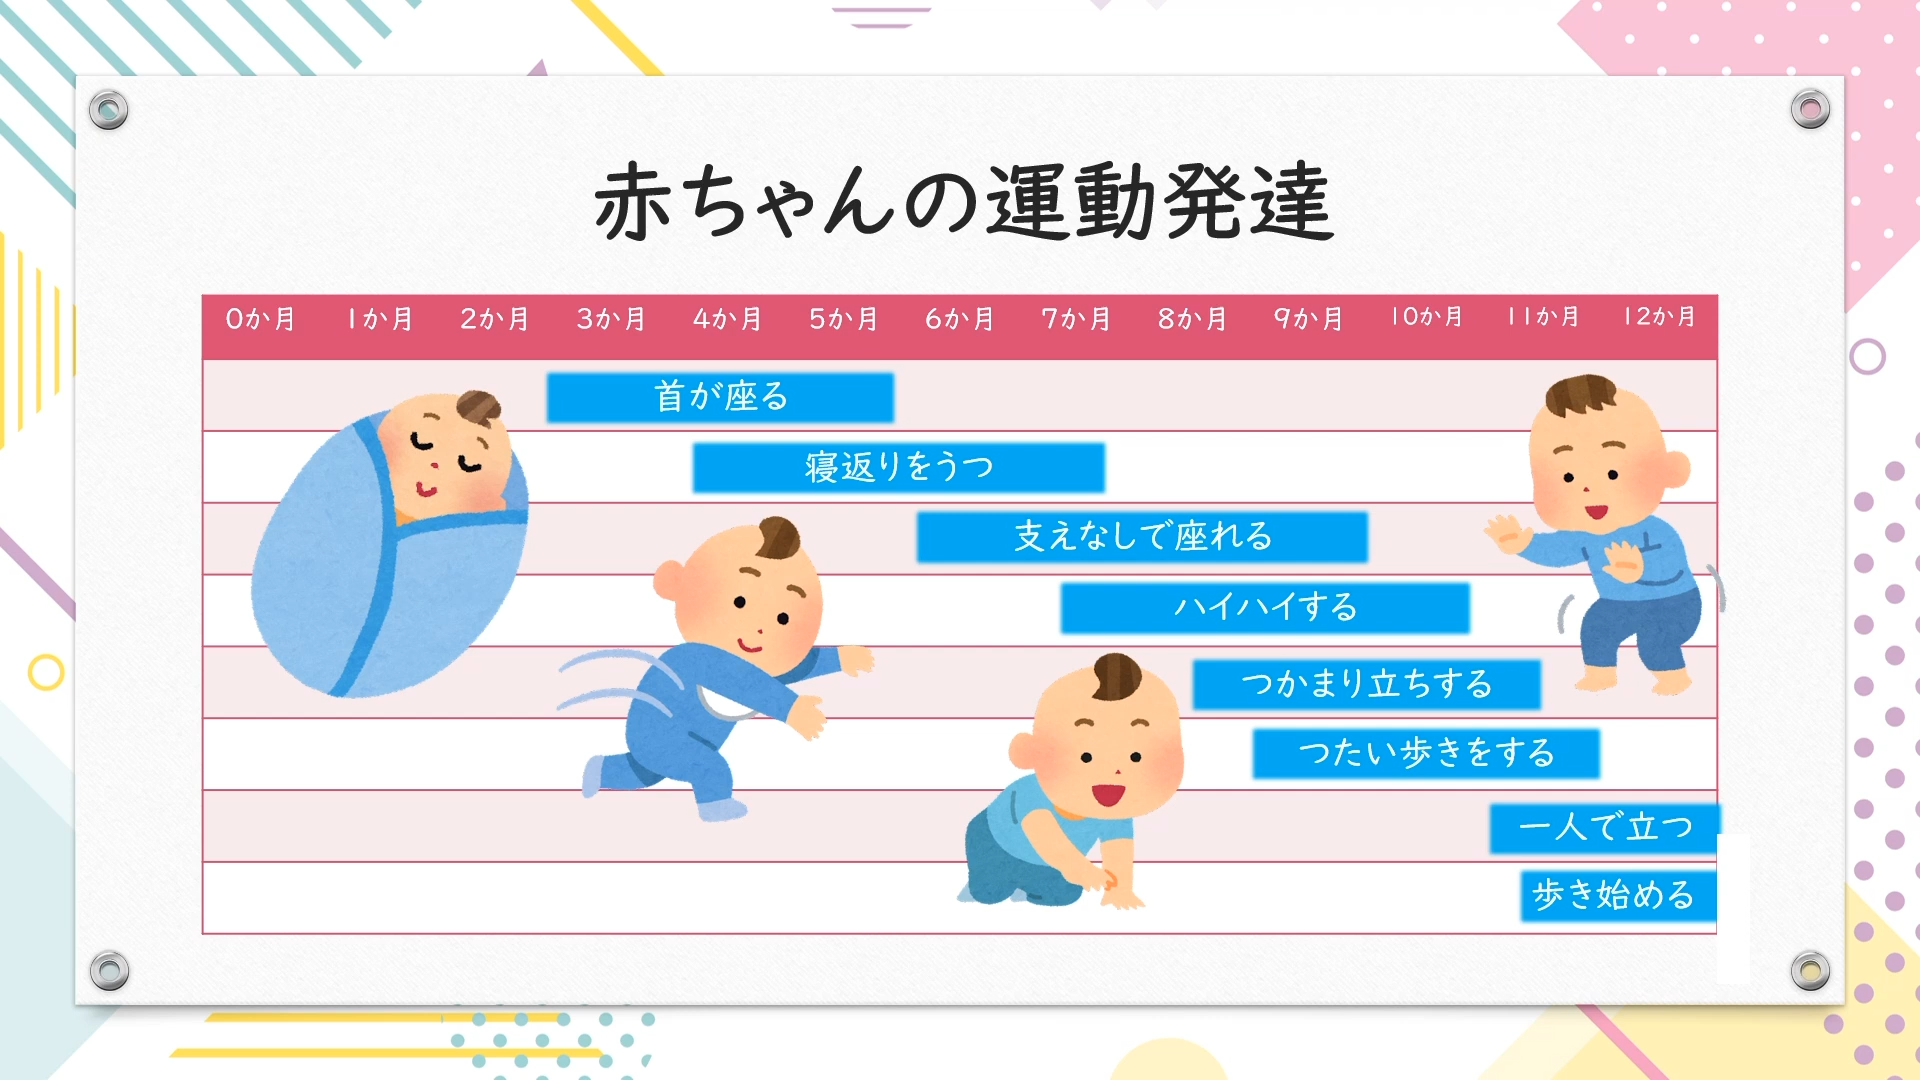 赤ちゃんの運動発達
0か月 1か月 2か月 3か月 4か月 5か月 6か月 7か月 8か月 9か月 10か月 11か月 12か月
首が座る
寝返りをうつ
支えなしで座れる
ハイハイする
つかまり立ちする
つたい歩きをする
一人で立つ
歩き始める